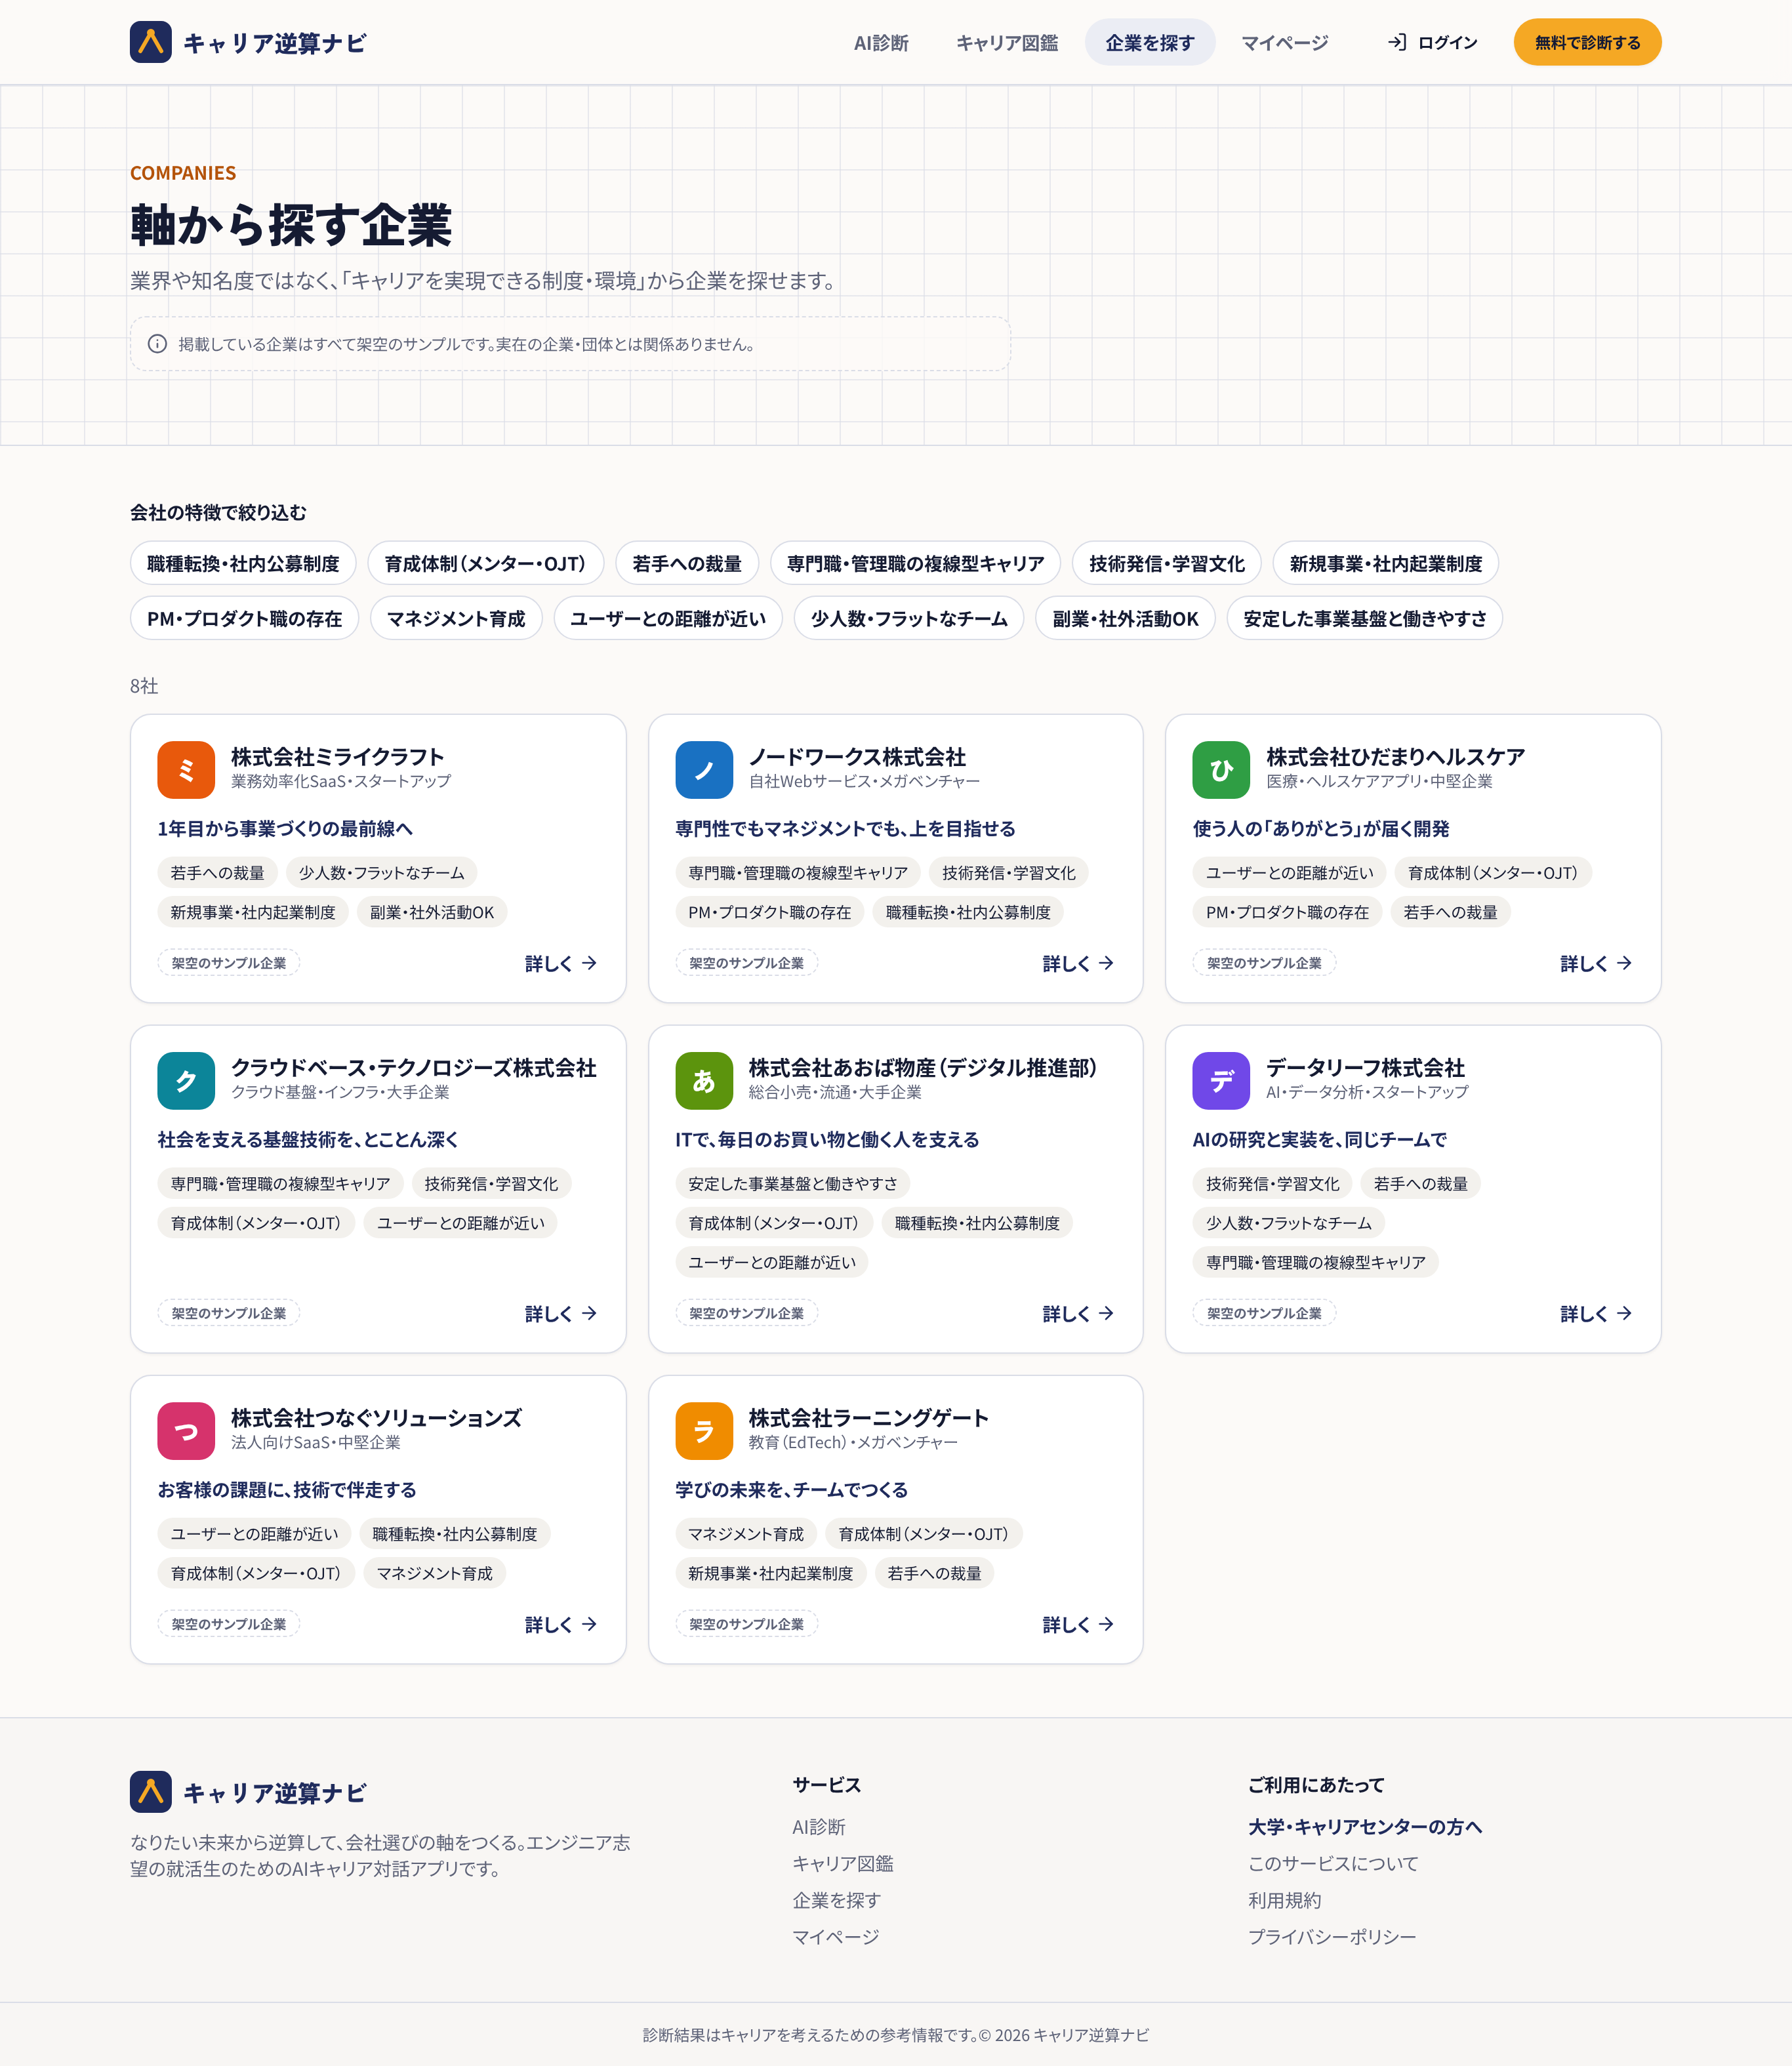 キャリア逆算ナビ
AI診断
キャリア図鑑
企業を探す
マイページ
ログイン
無料で診断する
COMPANIES
軸から探す企業
業界や知名度ではなく、「キャリアを実現できる制度・環境」から企業を探せます。
掲載している企業はすべて架空のサンプルです。実在の企業・団体とは関係ありません。
会社の特徴で絞り込む
職種転換・社内公募制度
育成体制（メンター・OJT）
若手への裁量
専門職・管理職の複線型キャリア
技術発信・学習文化
新規事業・社内起業制度
PM・プロダクト職の存在
マネジメント育成
ユーザーとの距離が近い
少人数・フラットなチーム
副業・社外活動OK
安定した事業基盤と働きやすさ
8社
ミ
株式会社ミライクラフト
業務効率化SaaS・スタートアップ
1年目から事業づくりの最前線へ
若手への裁量
少人数・フラットなチーム
新規事業・社内起業制度
副業・社外活動OK
架空のサンプル企業
詳しく
ノ
ノードワークス株式会社
自社Webサービス・メガベンチャー
専門性でもマネジメントでも、上を目指せる
専門職・管理職の複線型キャリア
技術発信・学習文化
PM・プロダクト職の存在
職種転換・社内公募制度
架空のサンプル企業
詳しく
ひ
株式会社ひだまりヘルスケア
医療・ヘルスケアアプリ・中堅企業
使う人の「ありがとう」が届く開発
ユーザーとの距離が近い
育成体制（メンター・OJT）
PM・プロダクト職の存在
若手への裁量
架空のサンプル企業
詳しく
ク
クラウドベース・テクノロジーズ株式会社
クラウド基盤・インフラ・大手企業
社会を支える基盤技術を、とことん深く
専門職・管理職の複線型キャリア
技術発信・学習文化
育成体制（メンター・OJT）
ユーザーとの距離が近い
架空のサンプル企業
詳しく
あ
株式会社あおば物産（デジタル推進部）
総合小売・流通・大手企業
ITで、毎日のお買い物と働く人を支える
安定した事業基盤と働きやすさ
育成体制（メンター・OJT）
職種転換・社内公募制度
ユーザーとの距離が近い
架空のサンプル企業
詳しく
デ
データリーフ株式会社
AI・データ分析・スタートアップ
AIの研究と実装を、同じチームで
技術発信・学習文化
若手への裁量
少人数・フラットなチーム
専門職・管理職の複線型キャリア
架空のサンプル企業
詳しく
つ
株式会社つなぐソリューションズ
法人向けSaaS・中堅企業
お客様の課題に、技術で伴走する
ユーザーとの距離が近い
職種転換・社内公募制度
育成体制（メンター・OJT）
マネジメント育成
架空のサンプル企業
詳しく
ラ
株式会社ラーニングゲート
教育（EdTech）・メガベンチャー
学びの未来を、チームでつくる
マネジメント育成
育成体制（メンター・OJT）
新規事業・社内起業制度
若手への裁量
架空のサンプル企業
詳しく
キャリア逆算ナビ
なりたい未来から逆算して、会社選びの軸をつくる。エンジニア志
望の就活生のためのAIキャリア対話アプリです。
サービス
AI診断
キャリア図鑑
企業を探す
マイページ
ご利用にあたって
大学・キャリアセンターの方へ
このサービスについて
利用規約
プライバシーポリシー
診断結果はキャリアを考えるための参考情報です。© 2026 キャリア逆算ナビ